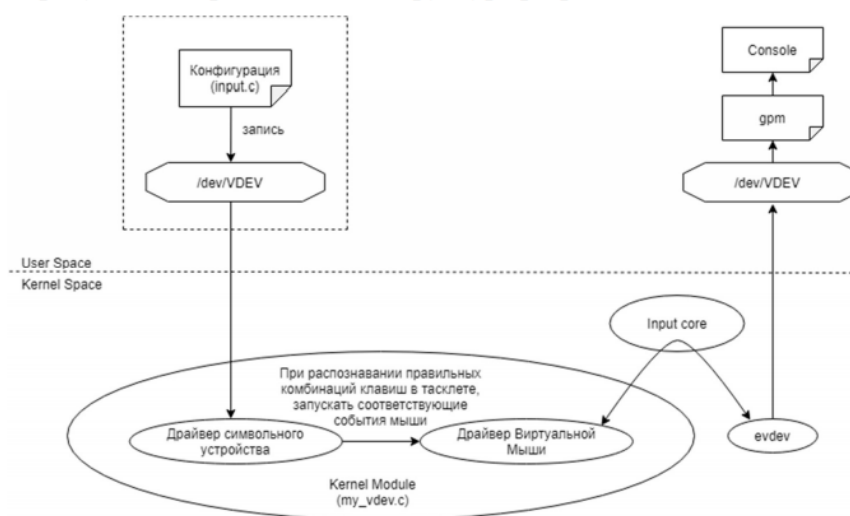 Конфигурация
(input.c)
запись
/dev/VDEV
Console
gpm
/dev/VDEV
User Space
Kernel Space
Input core
При распознавании правильных
комбинаций клавиш в тасклете,
запускать соответствующие
события мыши
Драйвер символьного
устройства
Драйвер Виртуальной
Мыши
evdev
Kernel Module
(my_vdev.c)